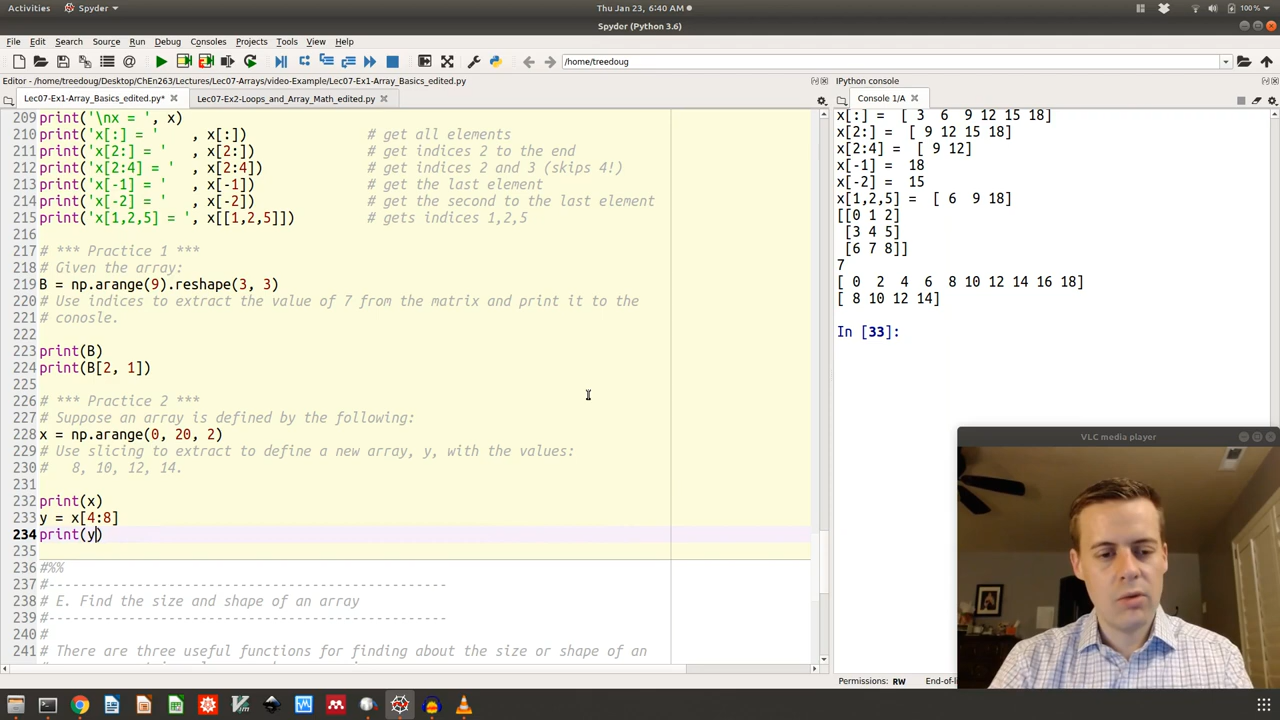 Activities
Spyder
Thu Jan 23, 6:40 AM
100 %
Spyder (Python 3.6)
File Edit Search Source Run Debug Consoles Projects Tools View Help
/home/treedoug
Editor - /home/treedoug/Desktop/ChEn263/Lectures/Lec07-Arrays/video-Example/Lec07-Ex1-Array_Basics_edited.py
Lec07-Ex1-Array_Basics_edited.py*
Lec07-Ex2-Loops_and_Array_Math_edited.py
209 print('\nx = ', x)
210 print('x[:] = ' , x[:]) # get all elements
211 print('x[2:] = ' , x[2:]) # get indices 2 to the end
212 print('x[2:4] = ' , x[2:4]) # get indices 2 and 3 (skips 4!)
213 print('x[-1] = ' , x[-1]) # get the last element
214 print('x[-2] = ' , x[-2]) # get the second to the last element
215 print('x[1,2,5] = ', x[[1,2,5]]) # gets indices 1,2,5
216
217 # *** Practice 1 ***
218 # Given the array:
219 B = np.arange(9).reshape(3, 3)
220 # Use indices to extract the value of 7 from the matrix and print it to the
221 # conosle.
222
223 print(B)
224 print(B[2, 1])
225
226 # *** Practice 2 ***
227 # Suppose an array is defined by the following:
228 x = np.arange(0, 20, 2)
229 # Use slicing to extract to define a new array, y, with the values:
230 # 8, 10, 12, 14.
231
232 print(x)
233 y = x[4:8]
234 print(y)
235
236 #%%
237 #--------------------------------------------------
238 # E. Find the size and shape of an array
239 #--------------------------------------------------
240 #
241 # There are three useful functions for finding about the size or shape of an
IPython console
Console 1/A
x[:] = [ 3 6 9 12 15 18]
x[2:] = [ 9 12 15 18]
x[2:4] = [ 9 12]
x[-1] = 18
x[-2] = 15
x[1,2,5] = [ 6 9 18]
[[0 1 2]
[3 4 5]
[6 7 8]]
7
[ 0 2 4 6 8 10 12 14 16 18]
[ 8 10 12 14]
In [33]:
VLC media player
Permissions: RW
End-of-l